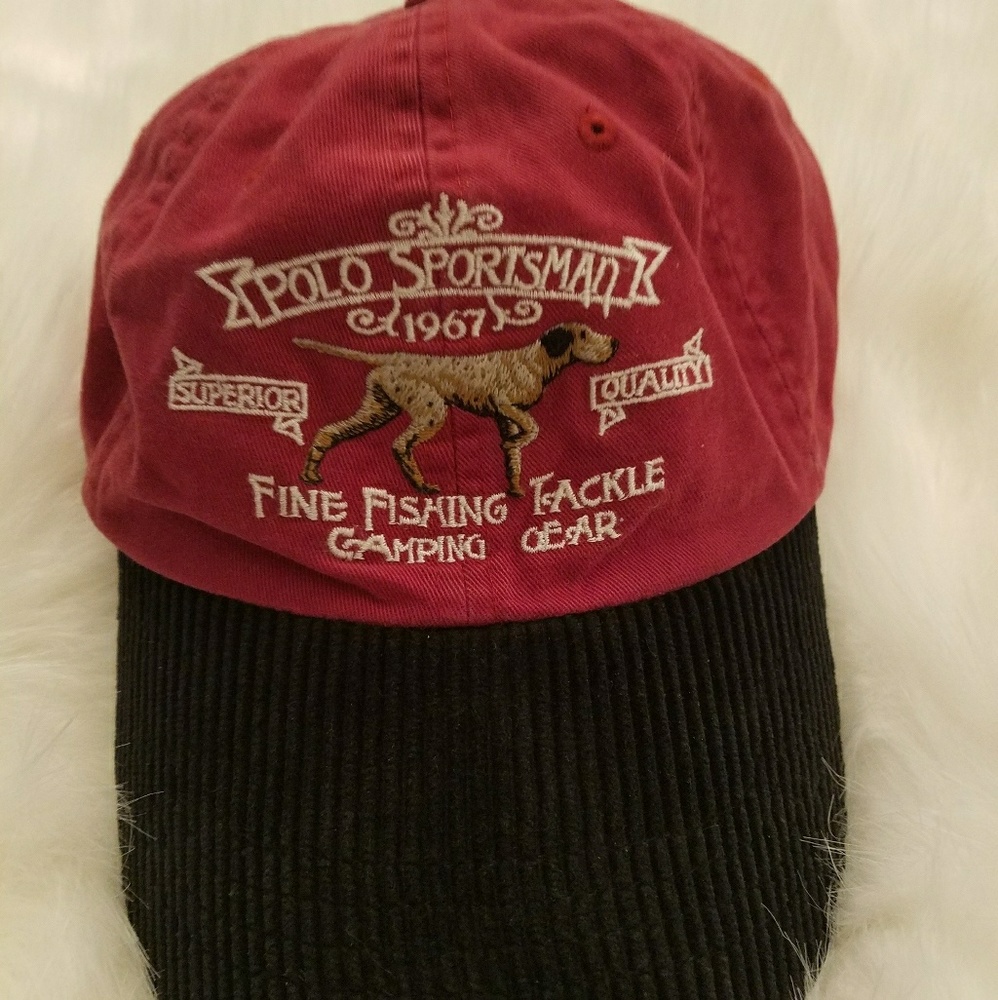 POLO SPORTSMAN
1967
SUPERIOR QUALITY
FINE FISHING TACKLE
CAMPING GEAR